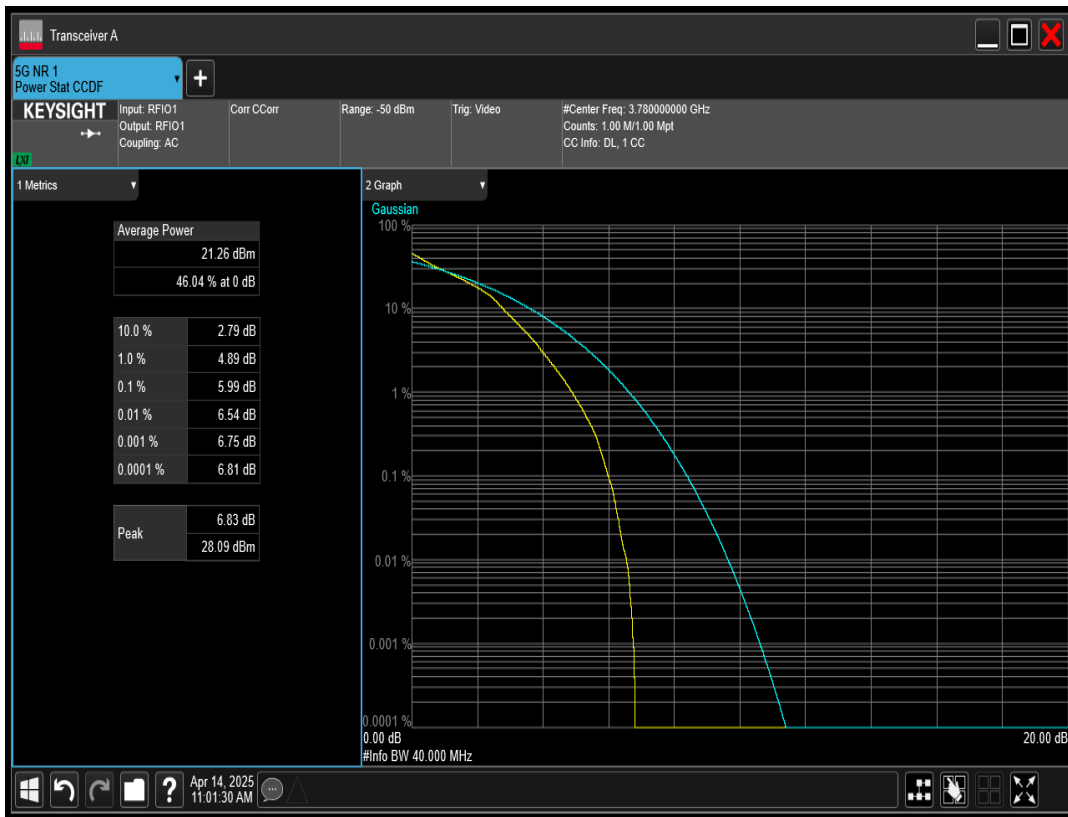 Transceiver A
5G NR 1
Power Stat CCDF
+
KEYSIGHT
LXI
Input: RFIO1
Output: RFIO1
Coupling: AC
Corr CCorr
Range: -50 dBm
Trig: Video
#Center Freq: 3.780000000 GHz
Counts: 1.00 M/1.00 Mpt
CC Info: DL, 1 CC
1 Metrics
Average Power
21.26 dBm
46.04 % at 0 dB
10.0 % 2.79 dB
1.0 % 4.89 dB
0.1 % 5.99 dB
0.01 % 6.54 dB
0.001 % 6.75 dB
0.0001 % 6.81 dB
Peak
6.83 dB
28.09 dBm
2 Graph
Gaussian
100 %
10 %
1 %
0.1 %
0.01 %
0.001 %
0.0001 %
0.00 dB 20.00 dB
#Info BW 40.000 MHz
?
Apr 14, 2025
11:01:30 AM